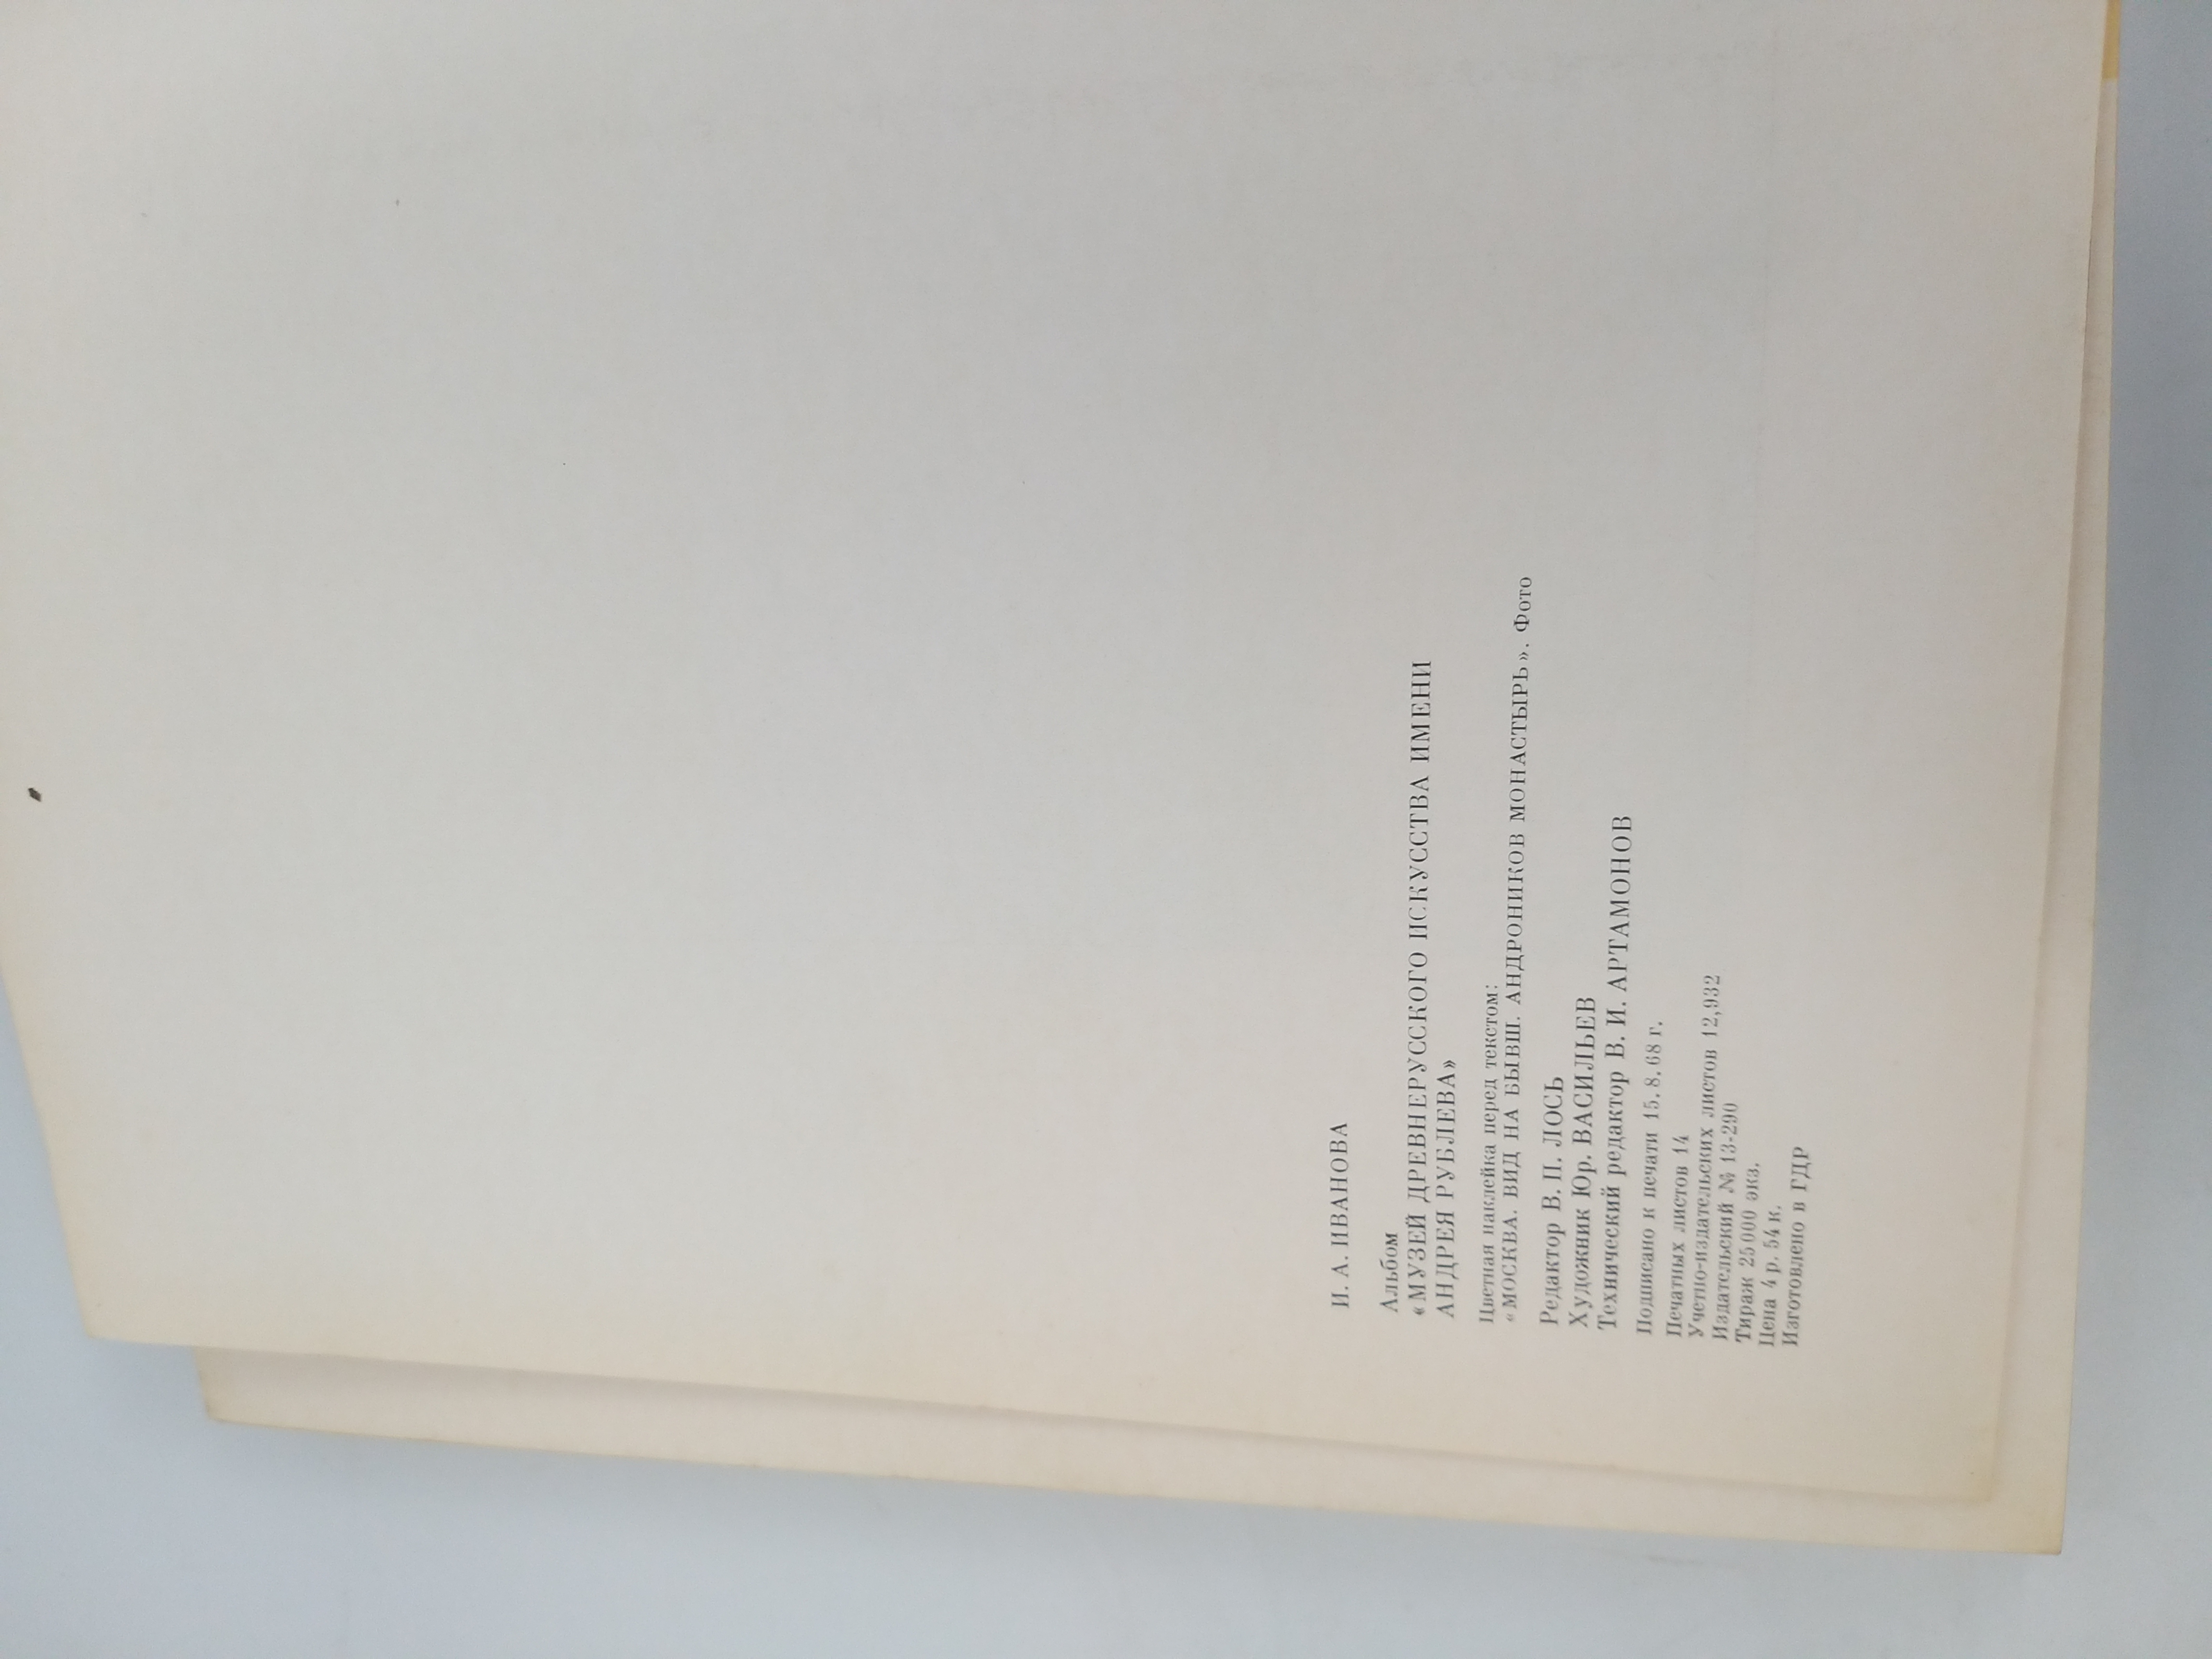 И. А. ИВАНОВА
Альбом
«МУЗЕЙ ДРЕВНЕРУССКОГО ИСКУССТВА ИМЕНИ
АНДРЕЯ РУБЛЕВА»
Цветная наклейка перед текстом:
«МОСКВА. ВИД НА БЫВШ. АНДРОНИКОВ МОНАСТЫРЬ». Фото
Редактор В. П. ЛОСЬ
Художник Юр. ВАСИЛЬЕВ
Технический редактор В. И. АРТАМОНОВ
Подписано к печати 15.8.68 г.
Печатных листов 14
Учетно-издательских листов 12,932
Издательский № 13-290
Тираж 25 000 экз.
Цена 4 р. 54 к.
Изготовлено в ГДР